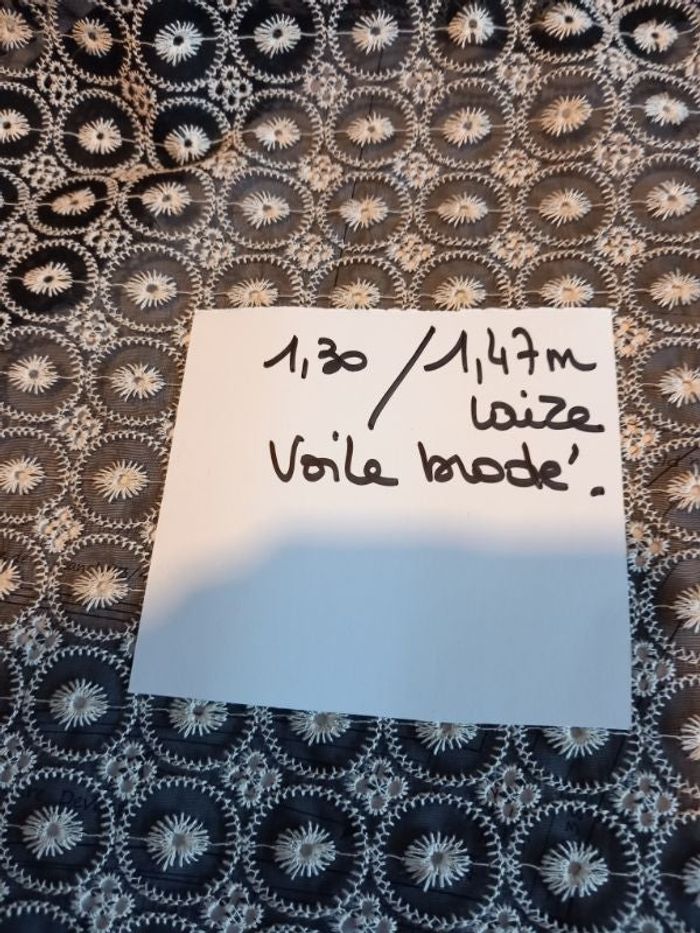 1,30 / 1,47m
laize
Voile brodé.